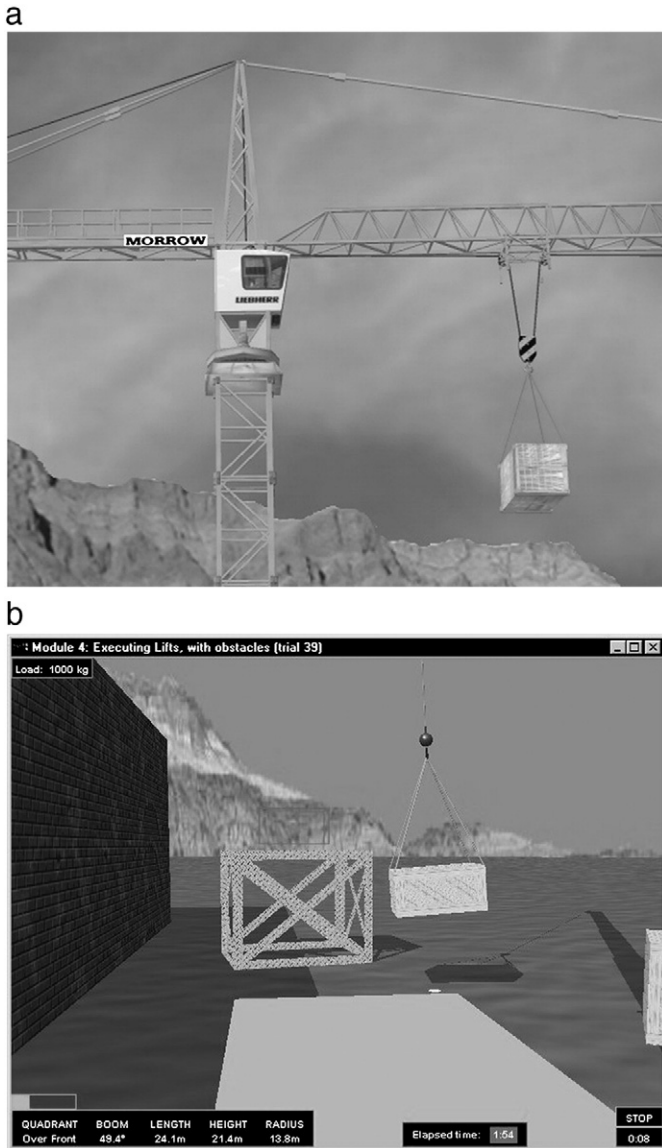 a
MORROW
LIEBHERR
b
Module 4: Executing Lifts, with obstacles (trial 39)
Load: 1000 kg
QUADRANT BOOM LENGTH HEIGHT RADIUS
Over Front 49.4° 24.1m 21.4m 13.8m
Elapsed time: 1:54
STOP
0:08